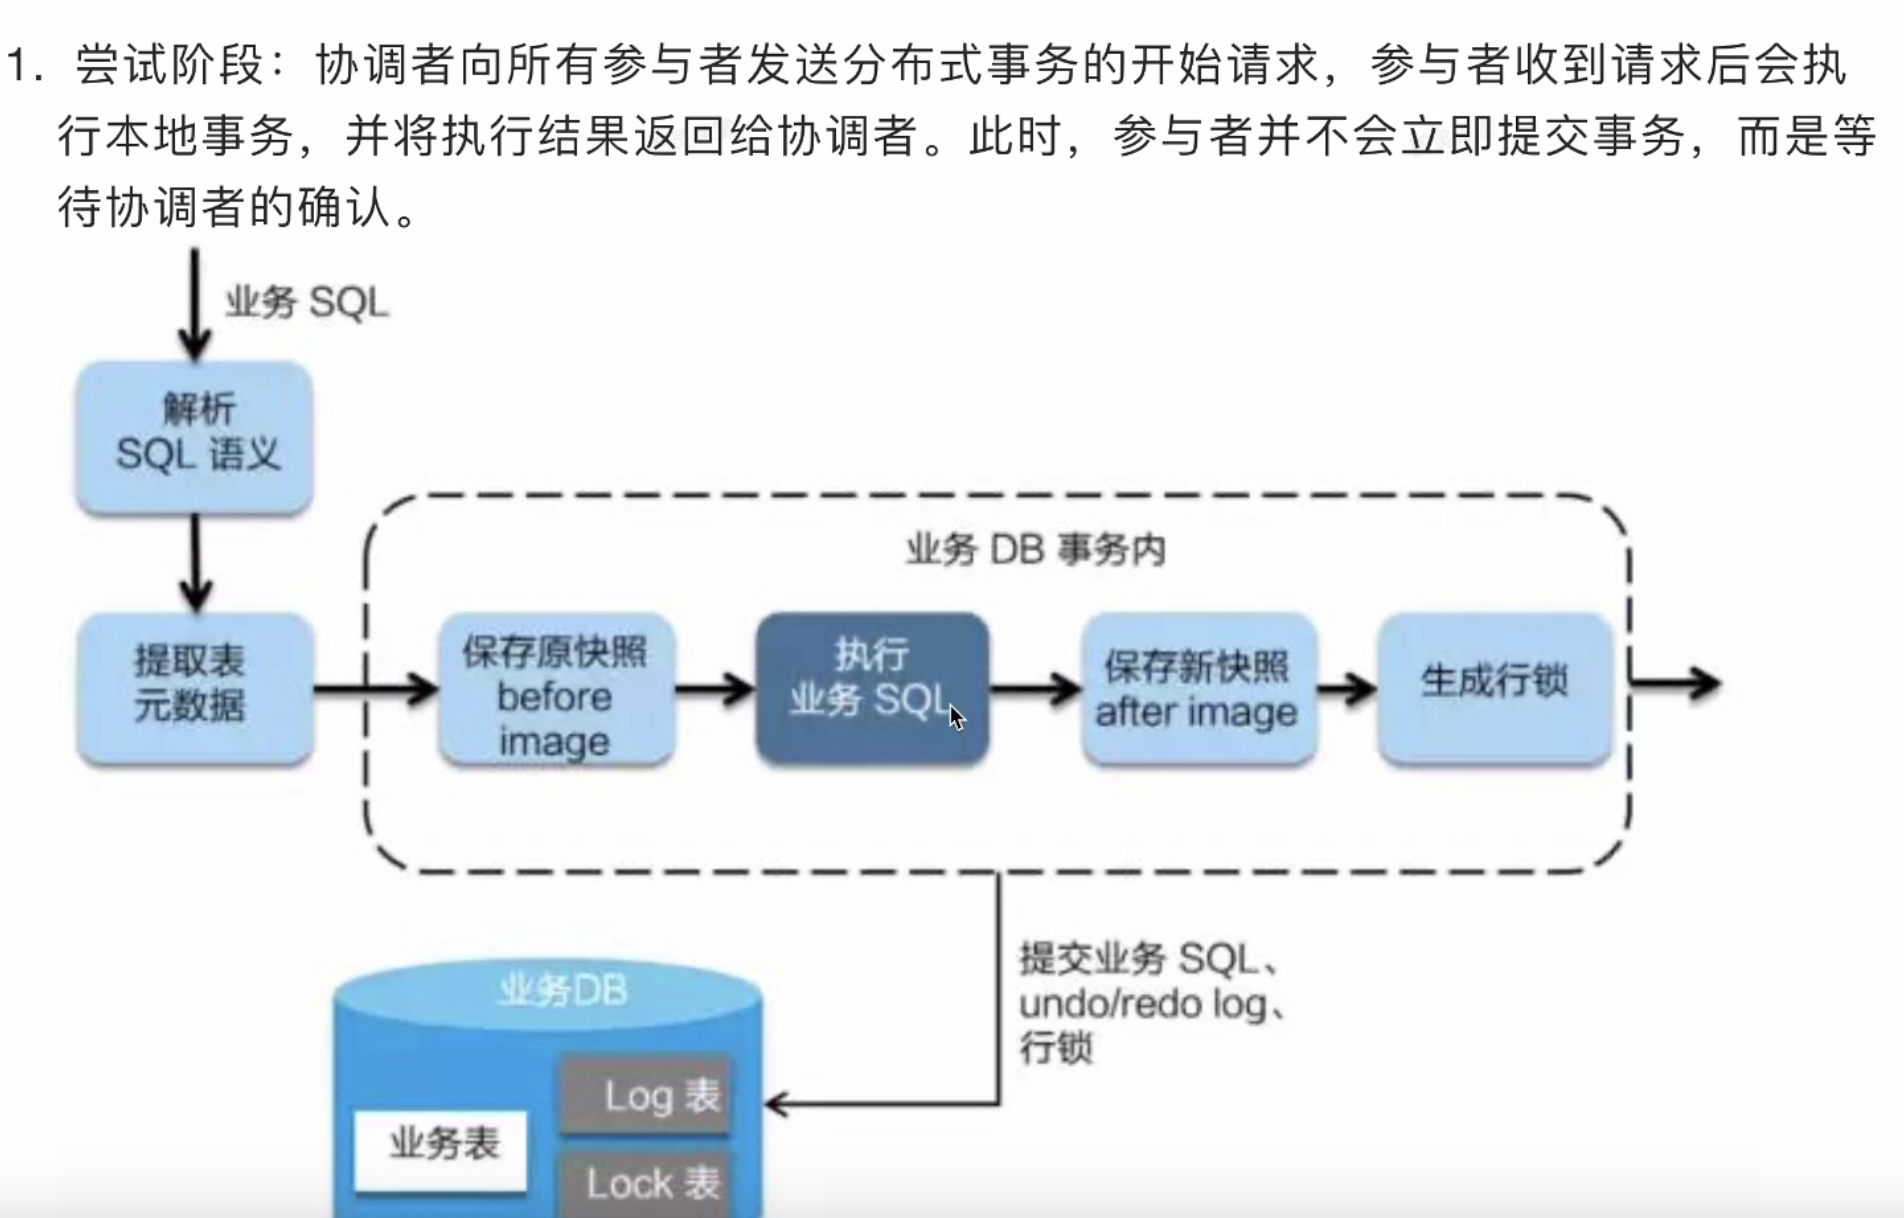 1. 尝试阶段：协调者向所有参与者发送分布式事务的开始请求，参与者收到请求后会执
行本地事务，并将执行结果返回给协调者。此时，参与者并不会立即提交事务，而是等
待协调者的确认。
业务 SQL
解析
SQL 语义
业务 DB 事务内
提取表
元数据
保存原快照
before
image
执行
业务 SQL
保存新快照
after image
生成行锁
提交业务 SQL、
undo/redo log、
行锁
业务DB
Log 表
业务表
Lock 表